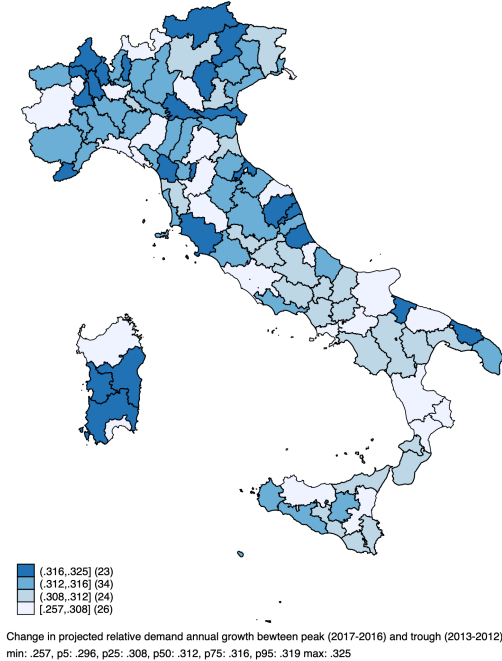 (.316,.325] (23)
(.312,.316] (34)
(.308,.312] (24)
[.257,.308] (26)
Change in projected relative demand annual growth bewteen peak (2017-2016) and trough (2013-2012)
min: .257, p5: .296, p25: .308, p50: .312, p75: .316, p95: .319 max: .325